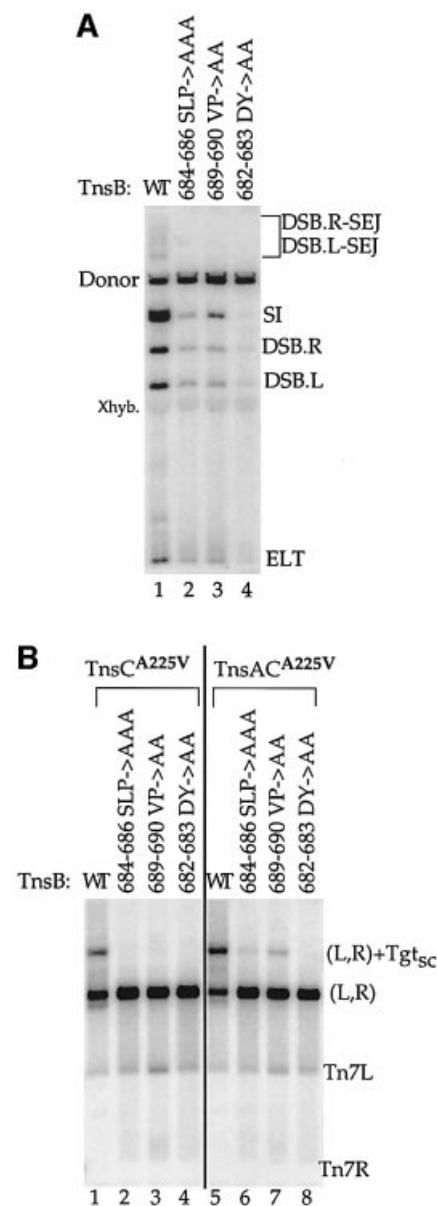 A
TnsB:
WT
684-686 SLP->AAA
689-690 VP->AA
682-683 DY->AA
DSB.R-SEJ
DSB.L-SEJ
Donor
SI
DSB.R
DSB.L
Xhyb.
ELT
1 2 3 4
B
TnsC^A225V TnsAC^A225V
TnsB:
WT
684-686 SLP->AAA
689-690 VP->AA
682-683 DY->AA
WT
684-686 SLP->AAA
689-690 VP->AA
682-683 DY->AA
(L,R)+Tgt_SC
(L,R)
Tn7L
Tn7R
1 2 3 4 5 6 7 8